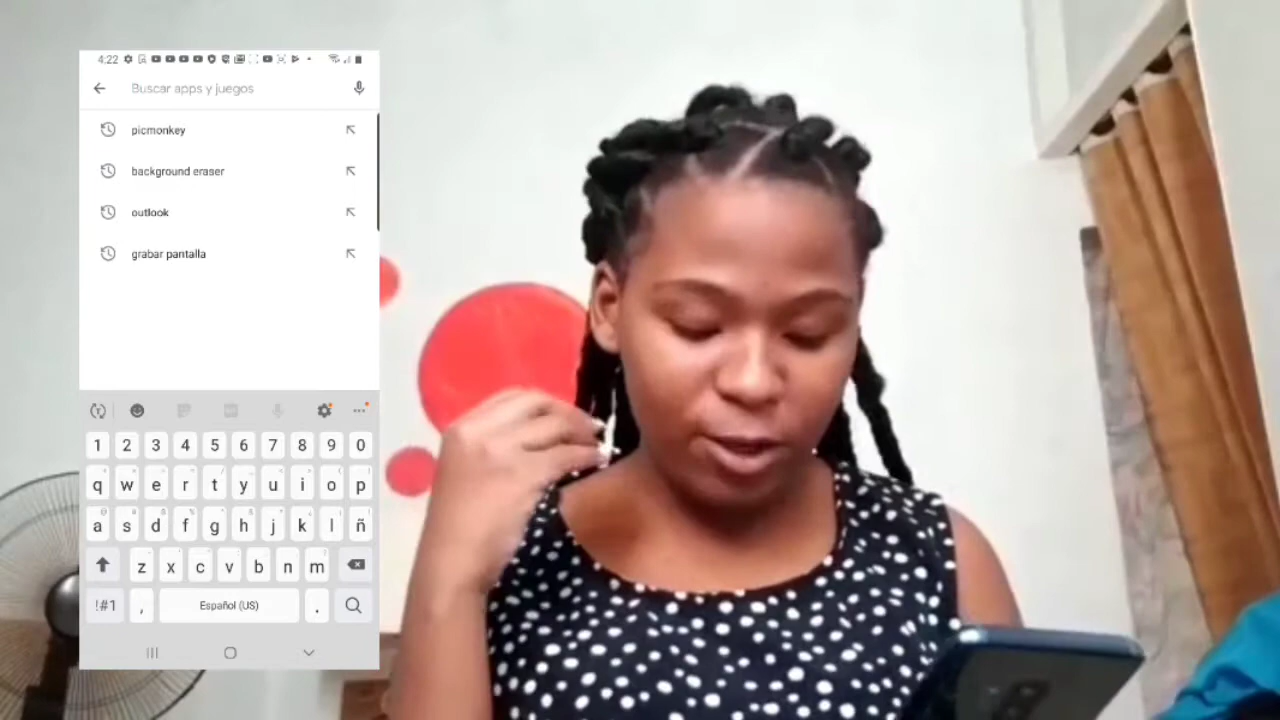 4:22
Buscar apps y juegos
picmonkey
background eraser
outlook
grabar pantalla
1 2 3 4 5 6 7 8 9 0
q w e r t y u i o p
a s d f g h j k l ñ
z x c v b n m
!#1 , Español (US) .